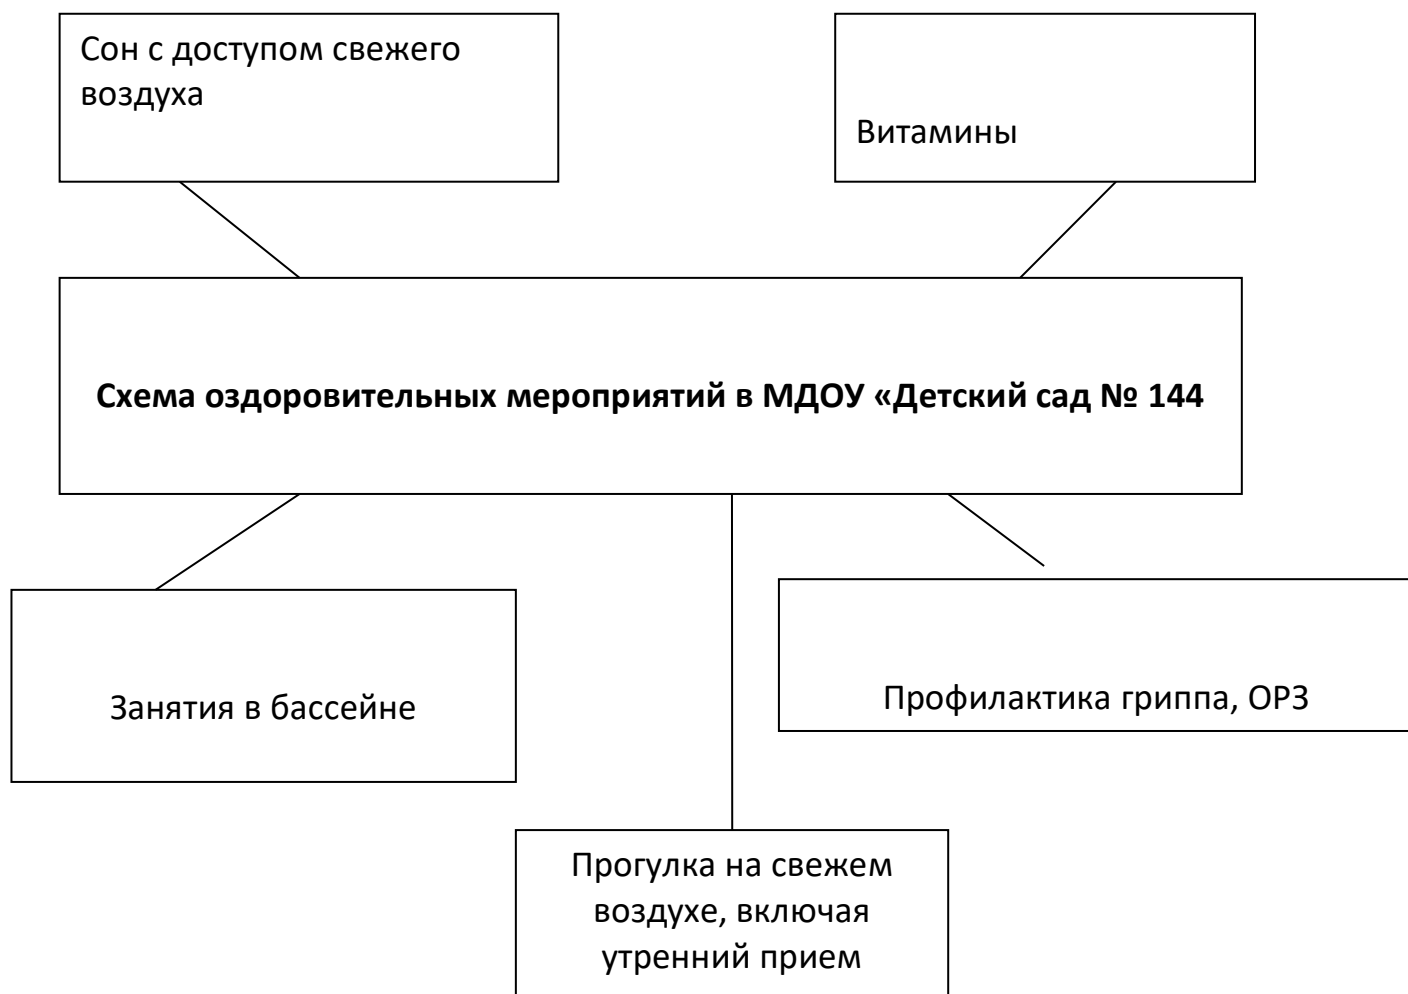 Сон с доступом свежего
воздуха
Витамины
Схема оздоровительных мероприятий в МДОУ «Детский сад № 144
Занятия в бассейне
Профилактика гриппа, ОРЗ
Прогулка на свежем
воздухе, включая
утренний прием